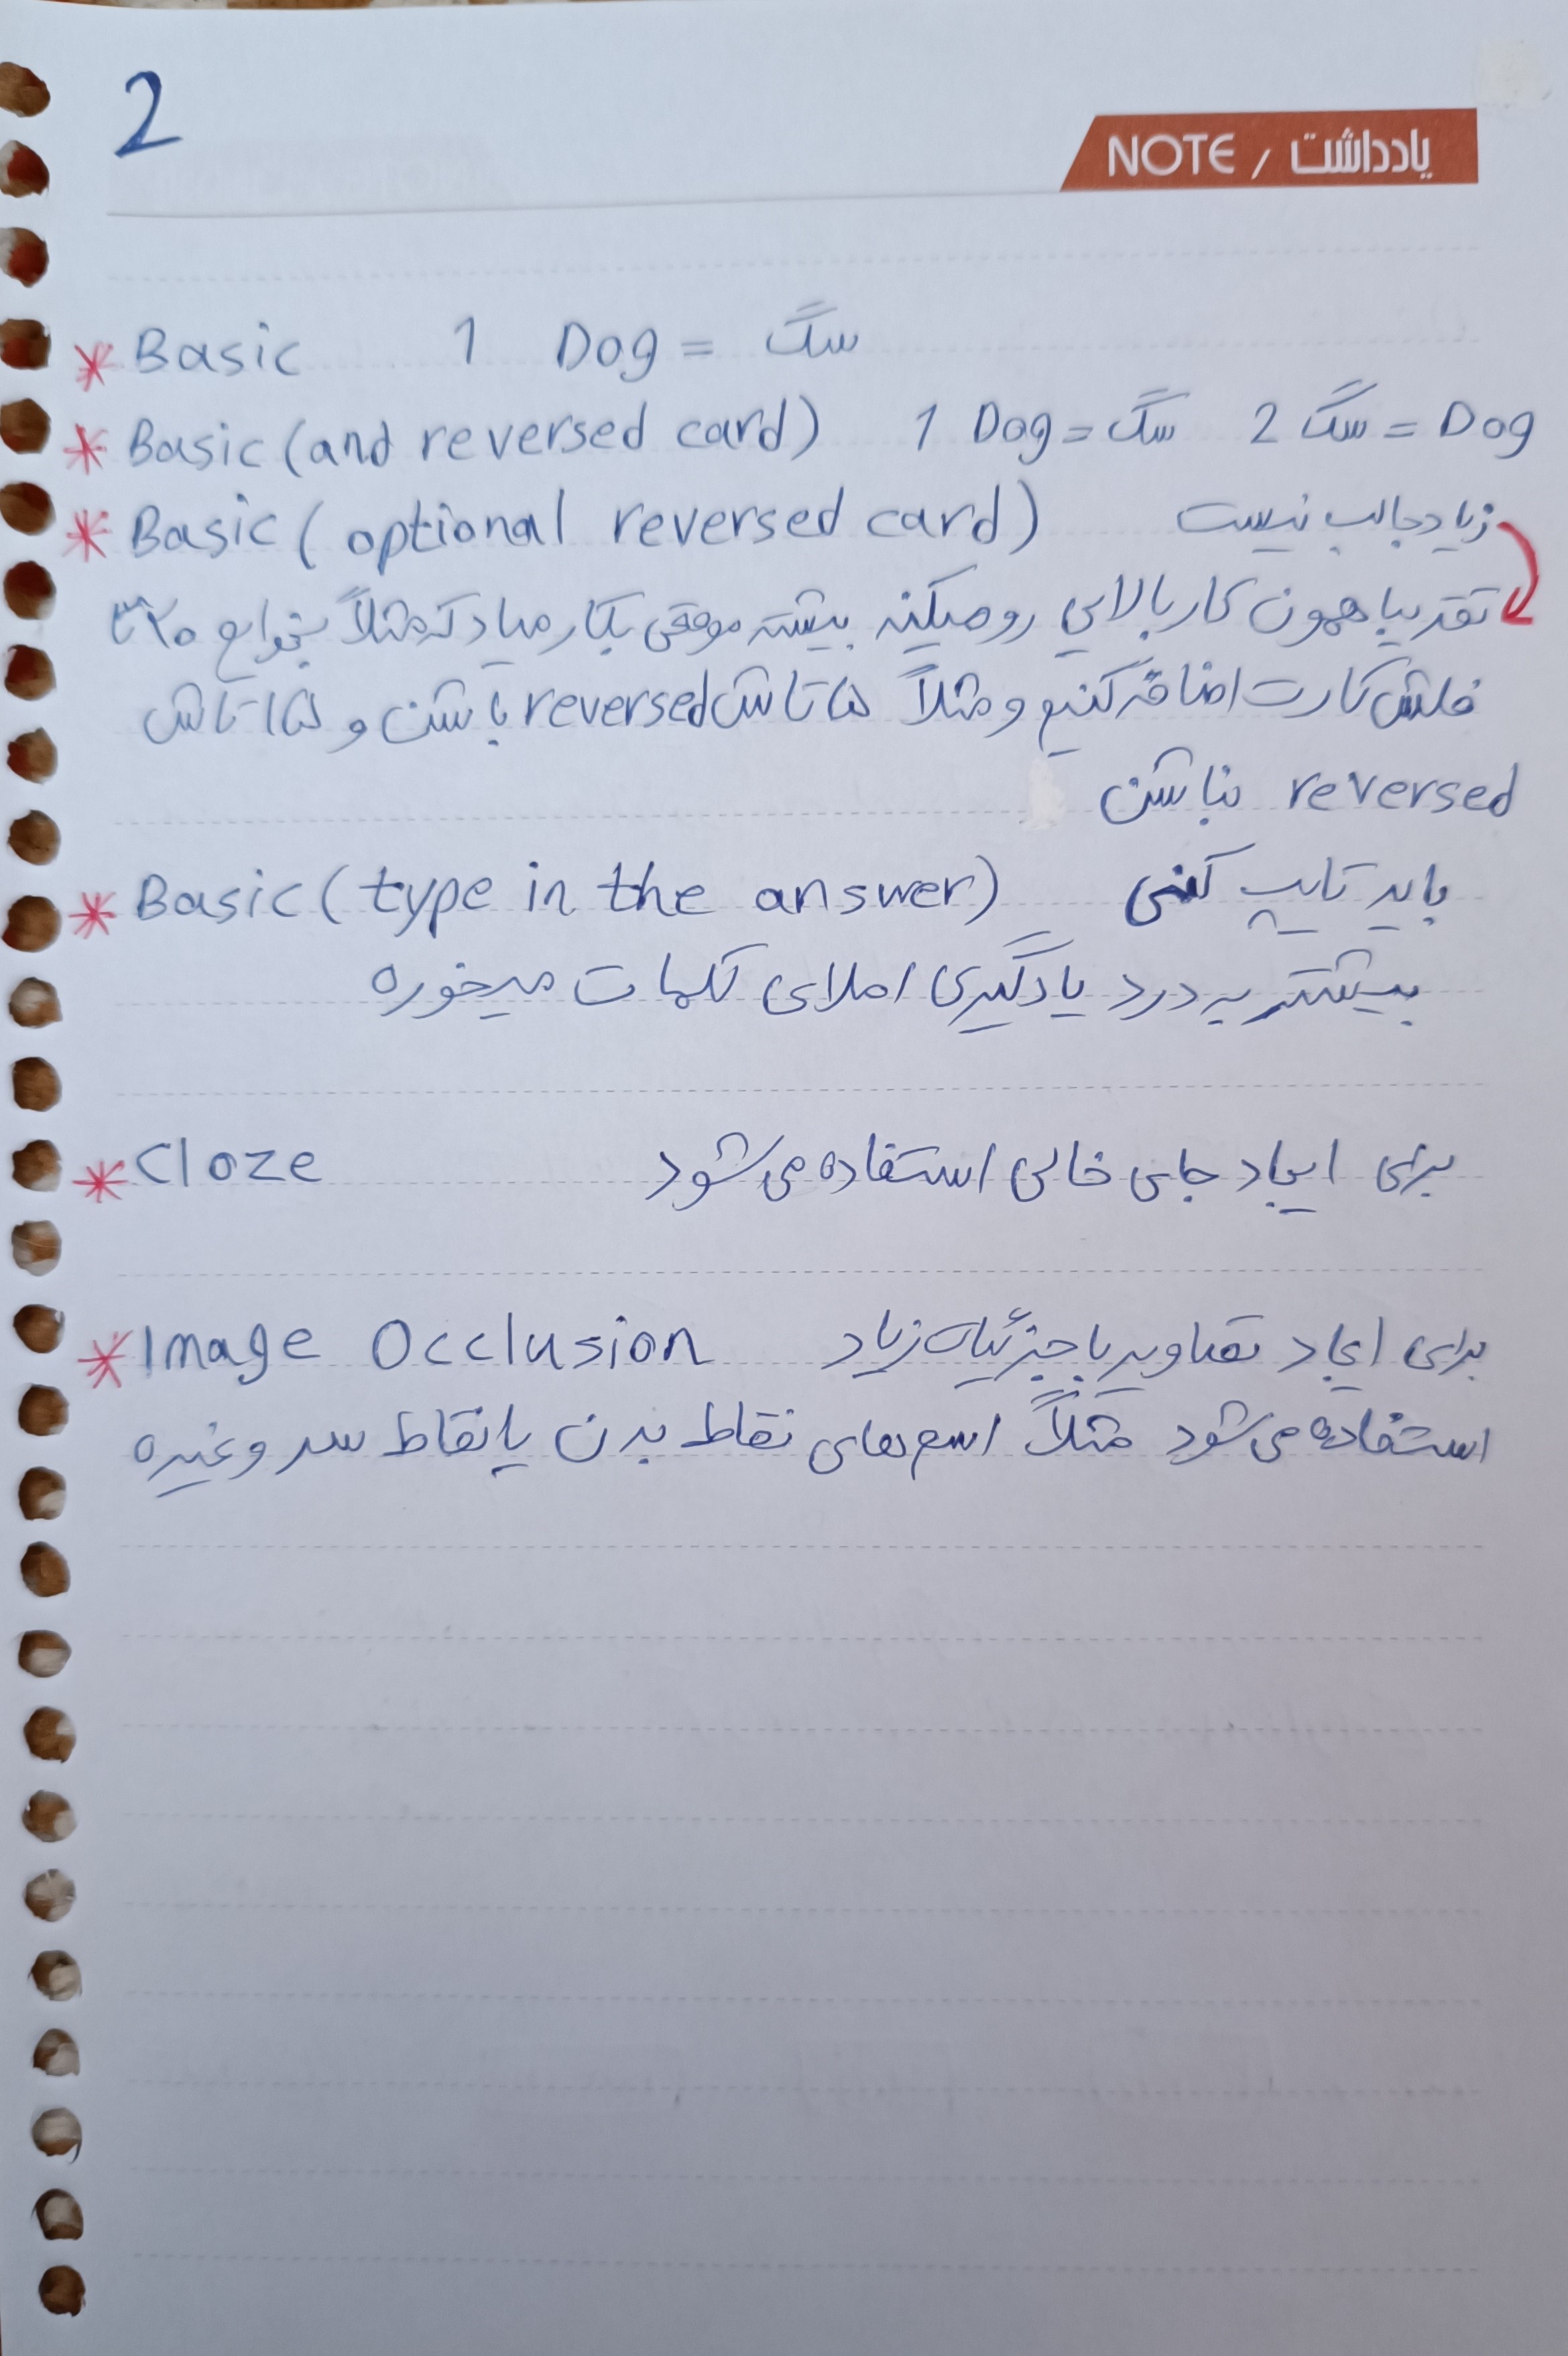 2
NOTE / یادداشت
* Basic 1 Dog = سگ
* Basic (and reversed card) 1 Dog = سگ 2 سگ = Dog
* Basic (optional reversed card) زیاد جالب نیست
تقریبا همون کار بالایی رو میکنه بیشتر موقعی بکار میاد که مثلاً بخوایم ۲۰ تا
فلش کارت اضافه کنیم و مثلاً ۵ تاش reversed باشن و ۱۵ تاش
reversed نباشن
* Basic (type in the answer) باید تایپ کنی
بیشتر به درد یادگیری املای کلمات میخوره
* Cloze برای ایجاد جای خالی استفاده می‌شود
* Image Occlusion برای ایجاد تصاویر با جزئیات زیاد
استفاده می‌شود مثلاً اسم‌های نقاط بدن یا نقاط سر و غیره